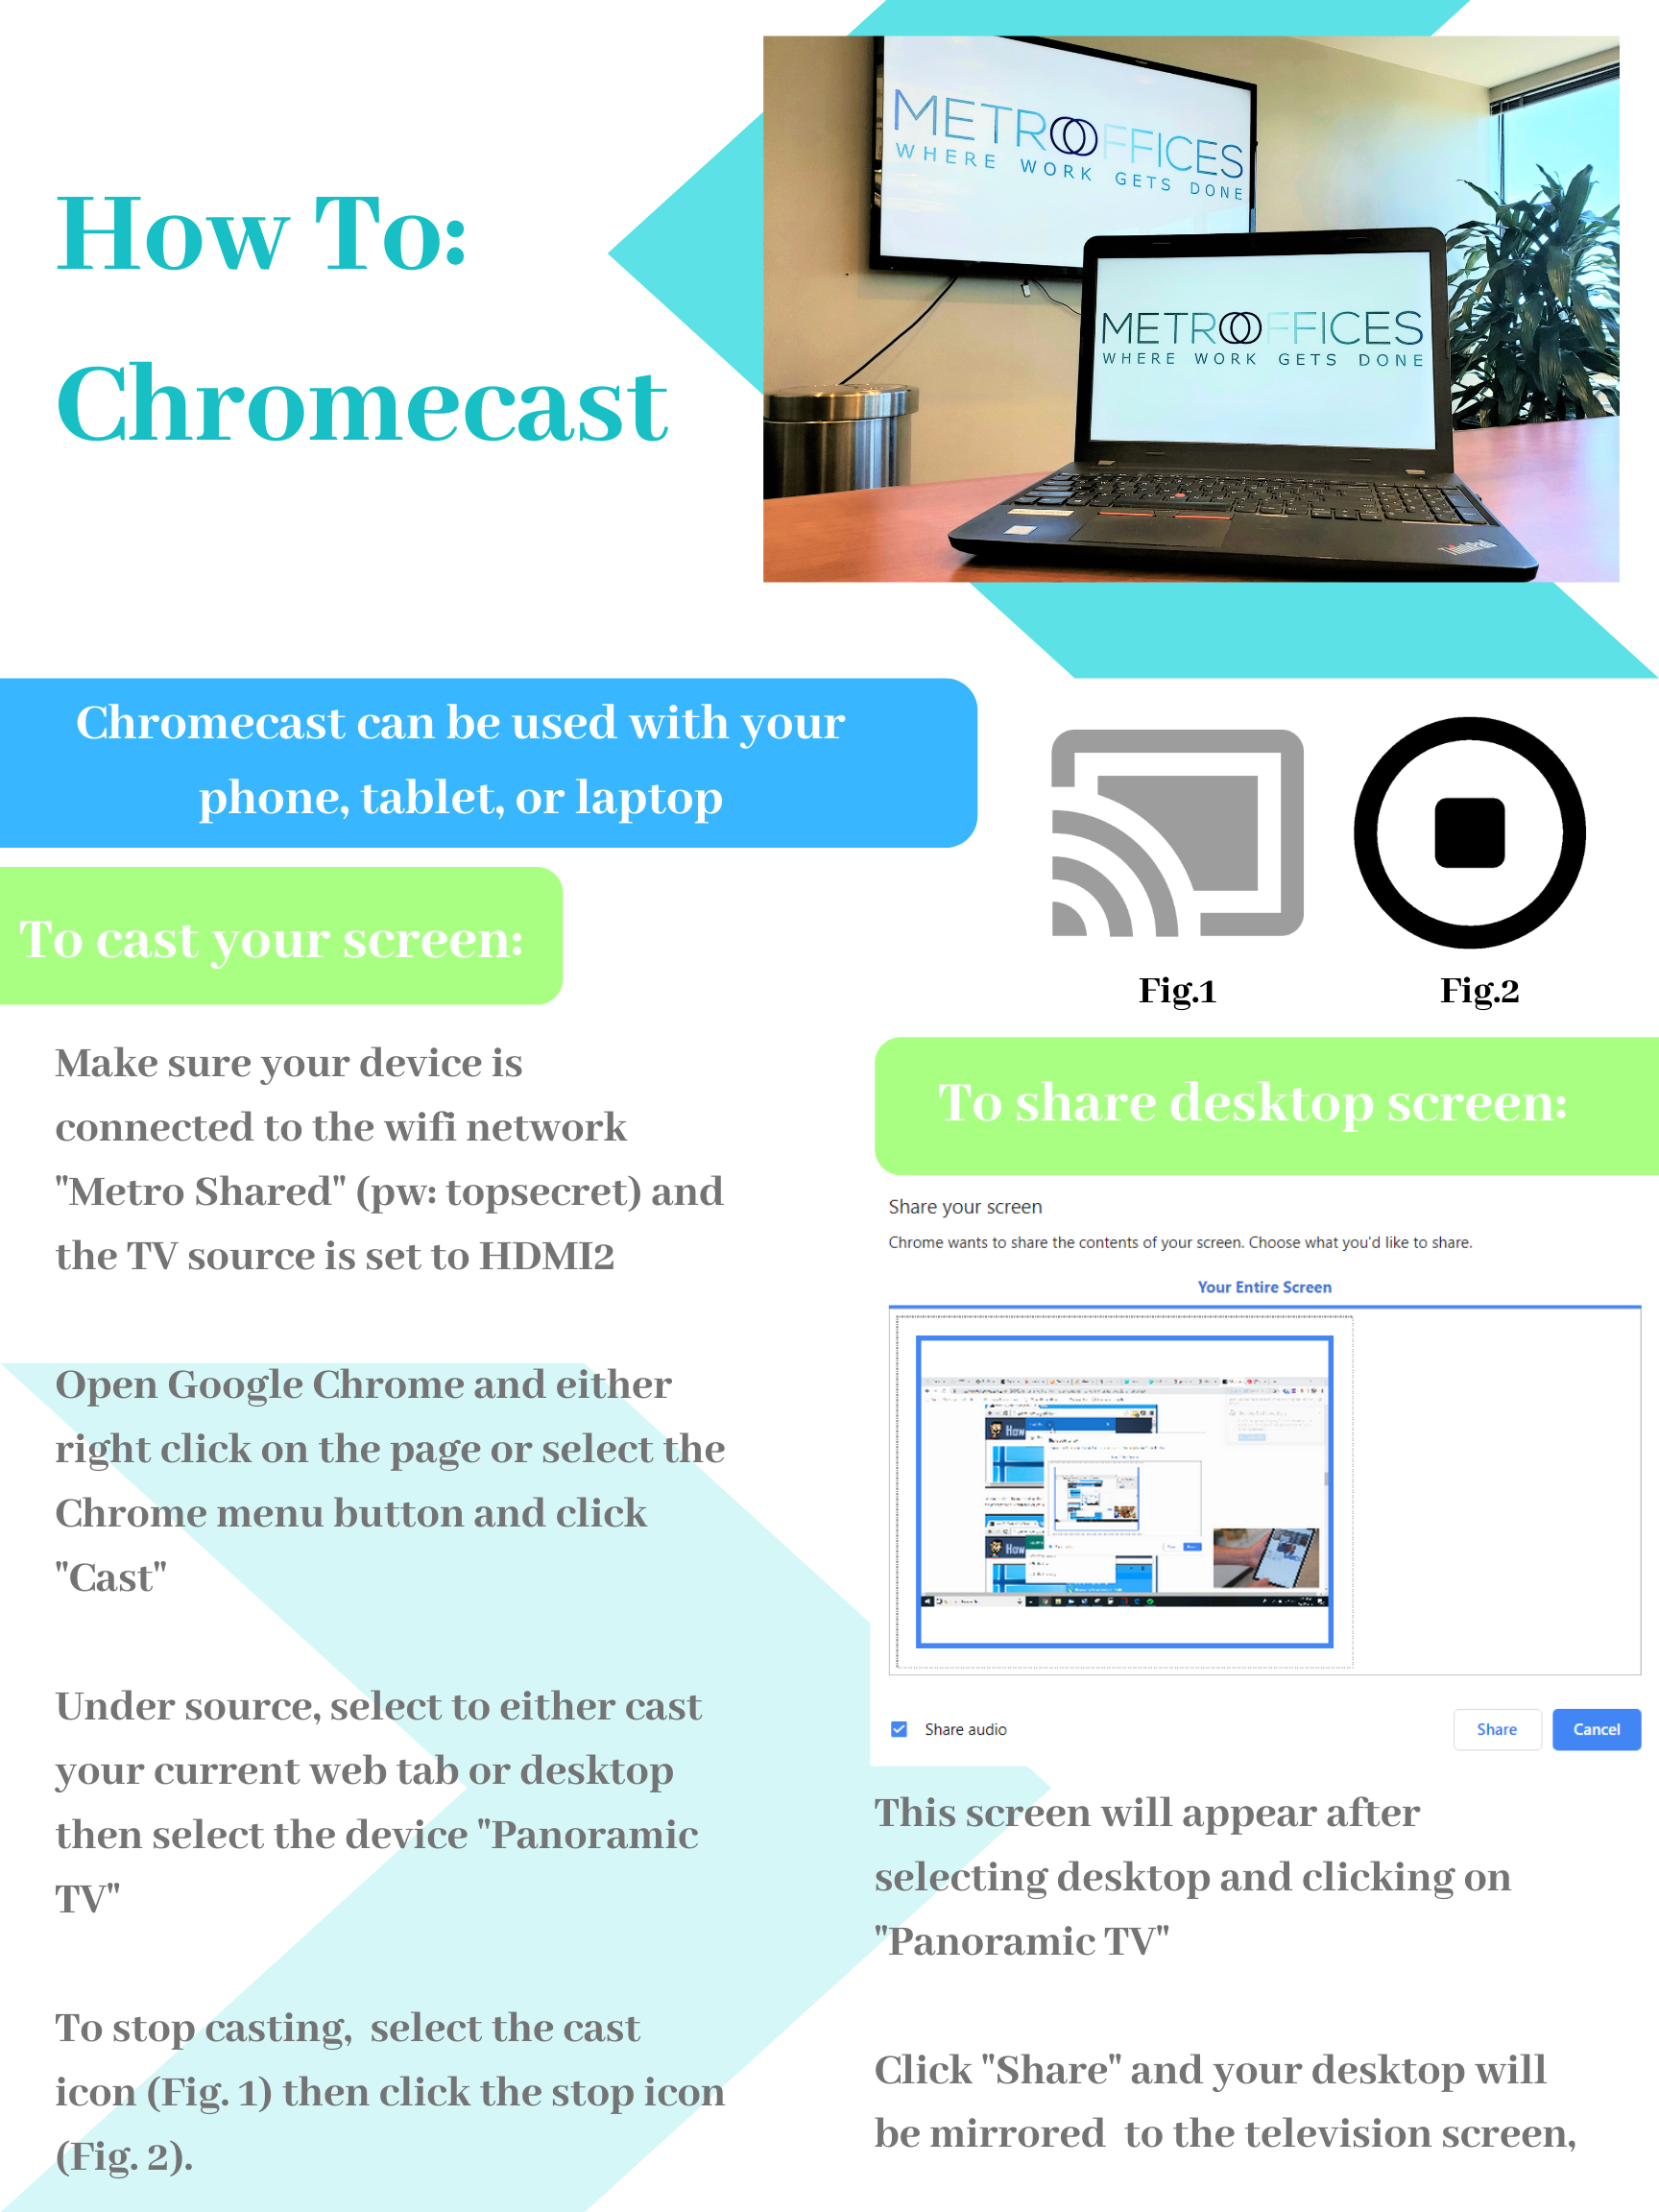 How To:
Chromecast
METROOFFICES
WHERE WORK GETS DONE
METROOFFICES
WHERE WORK GETS DONE
ThinkPad
Chromecast can be used with your
phone, tablet, or laptop
Fig.1
Fig.2
To cast your screen:
Make sure your device is
connected to the wifi network
"Metro Shared" (pw: topsecret) and
the TV source is set to HDMI2
Open Google Chrome and either
right click on the page or select the
Chrome menu button and click
"Cast"
Under source, select to either cast
your current web tab or desktop
then select the device "Panoramic
TV"
To stop casting,  select the cast
icon (Fig. 1) then click the stop icon
(Fig. 2).
To share desktop screen:
Share your screen
Chrome wants to share the contents of your screen. Choose what you'd like to share.
Your Entire Screen
How
How
Share audio
Share
Cancel
This screen will appear after
selecting desktop and clicking on
"Panoramic TV"
Click "Share" and your desktop will
be mirrored  to the television screen,